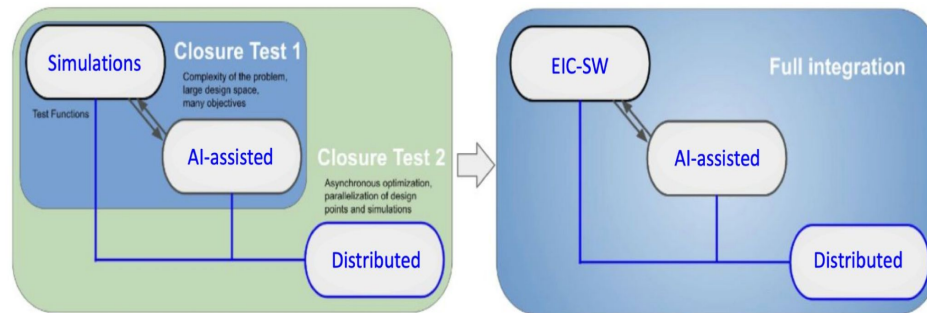 Simulations
Closure Test 1
Complexity of the problem,
large design space,
many objectives
Test Functions
AI-assisted
Closure Test 2
Asynchronous optimization,
parallelization of design
points and simulations
Distributed
EIC-SW
Full integration
AI-assisted
Distributed